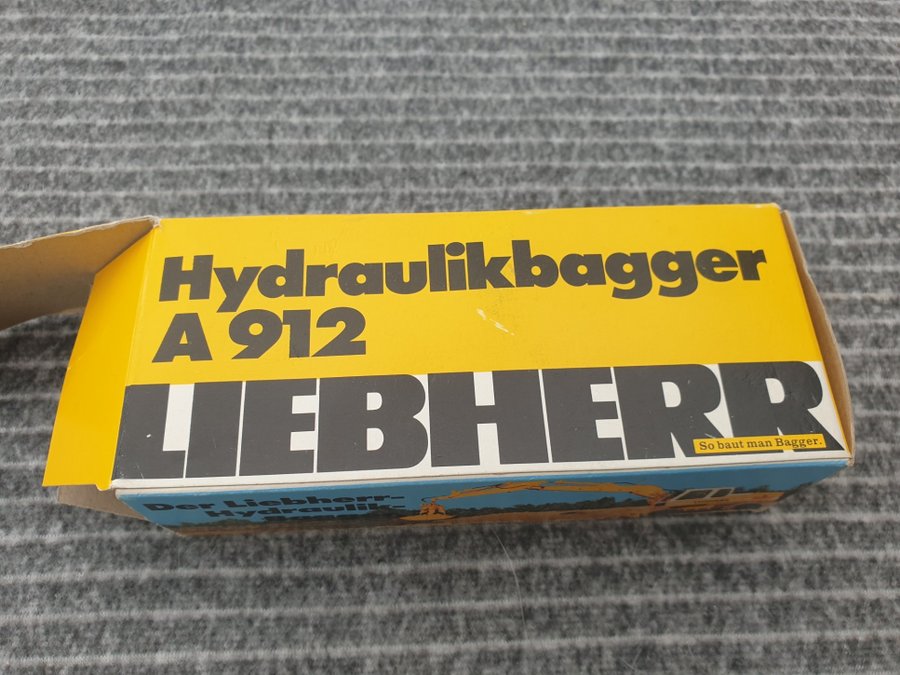 Hydraulikbagger
A 912
LIEBHERR
So baut man Bagger.
Der Liebherr-
Hydraulik-